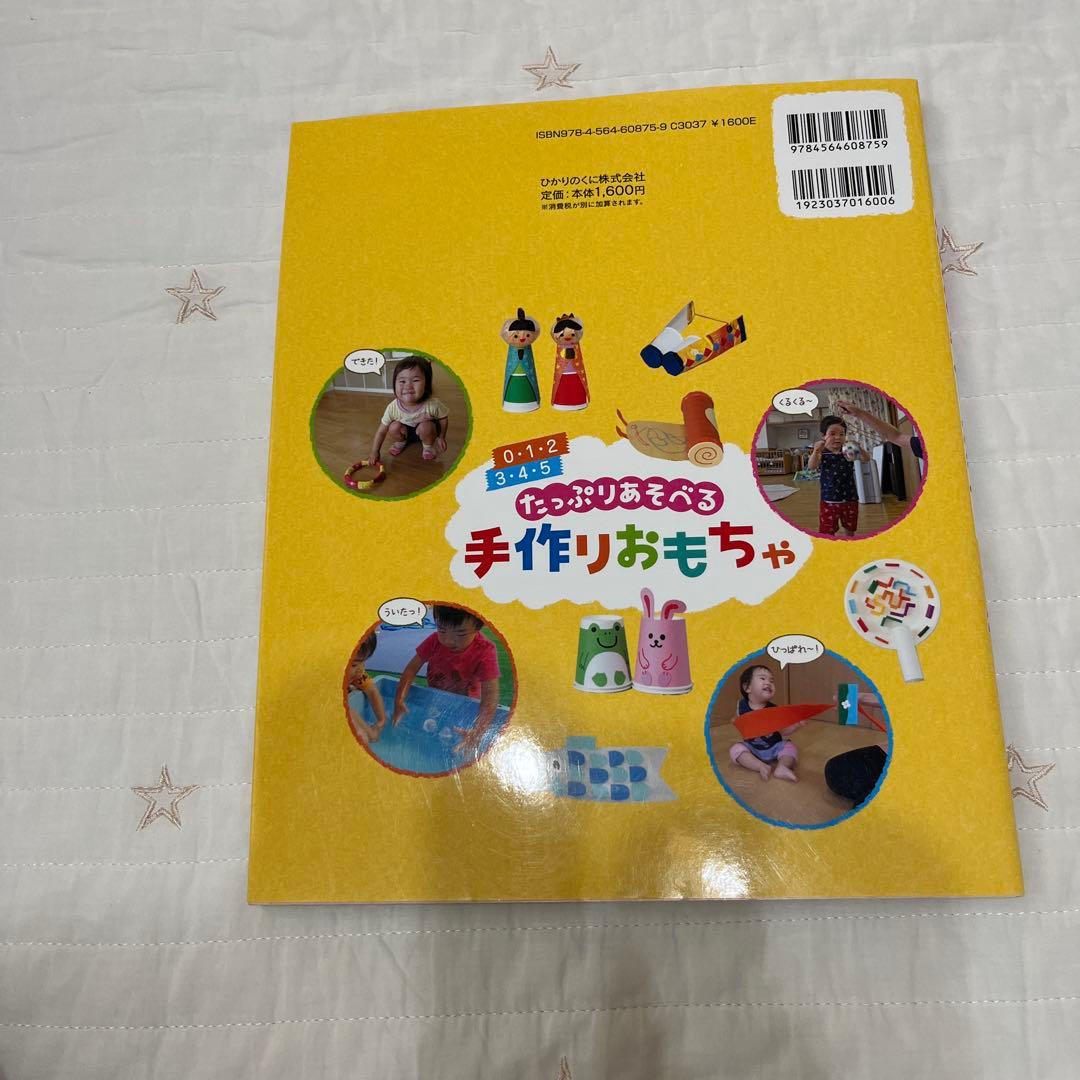 ISBN978-4-564-60875-9 C3037 ¥1600E
9784564608759
1923037016006
ひかりのくに株式会社
定価：本体1,600円
※消費税が別に加算されます。
できた！
くるくる〜
0・1・2
3・4・5
たっぷりあそべる
手作りおもちゃ
ういたっ！
ひっぱれ〜！